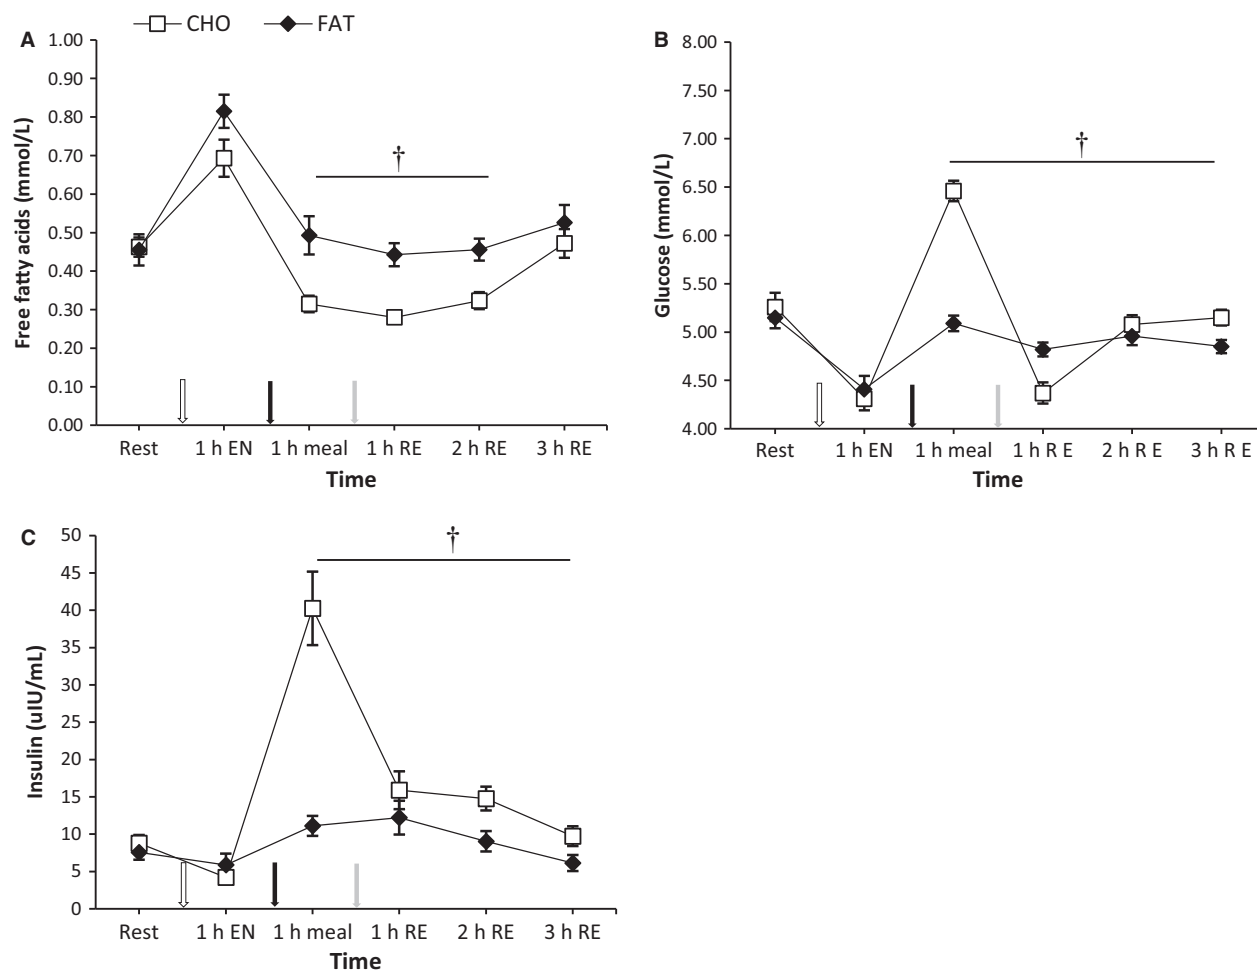 CHO FAT
A
1.00
0.90
0.80
0.70
0.60
0.50
0.40
0.30
0.20
0.10
0.00
Free fatty acids (mmol/L)
†
Rest 1 h EN 1 h meal 1 h RE 2 h RE 3 h RE
Time
B
8.00
7.50
7.00
6.50
6.00
5.50
5.00
4.50
4.00
Glucose (mmol/L)
†
Rest 1 h EN 1 h meal 1 h R E 2 h R E 3 h R E
Time
C
50
45
40
35
30
25
20
15
10
5
0
Insulin (uIU/mL)
†
Rest 1 h EN 1 h meal 1 h RE 2 h RE 3 h RE
Time